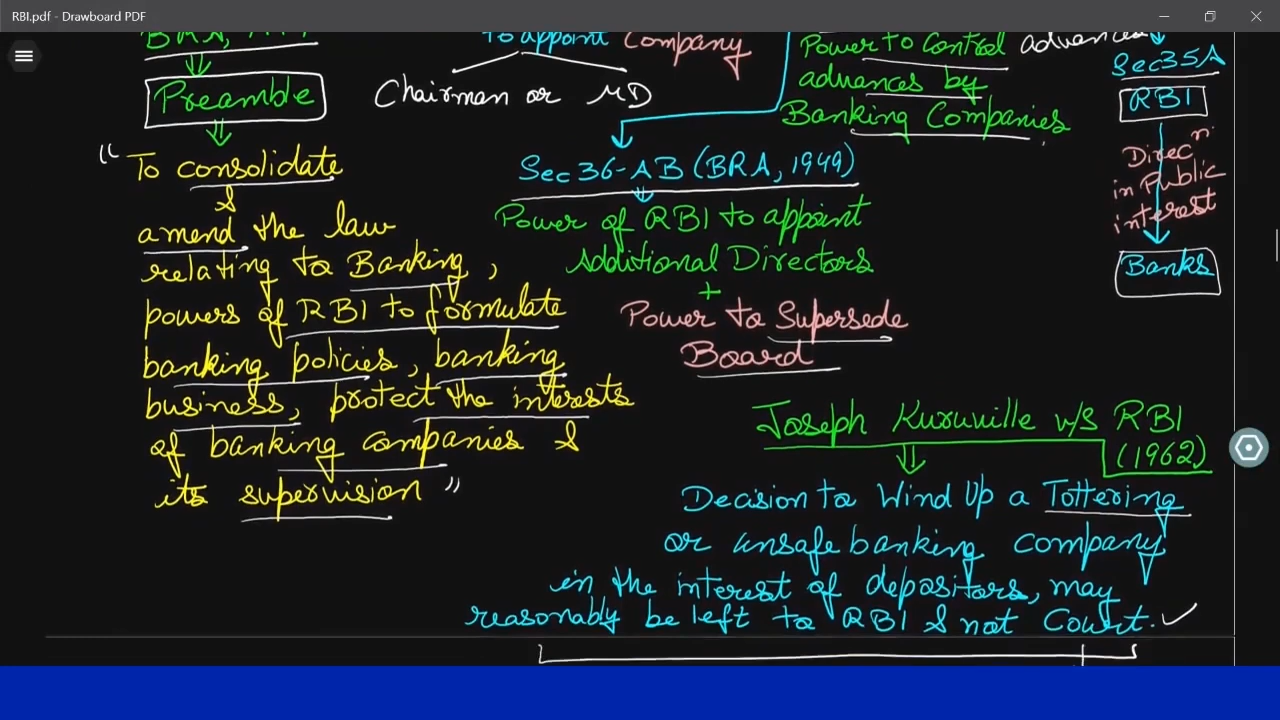 RBI.pdf - Drawboard PDF
Preamble
"To consolidate
&
amend the law
relating to Banking,
powers of RBI to formulate
banking policies, banking
business, protect the interests
of banking companies &
its supervision"
to appoint Company
Chairman or MD
Sec 36-AB (BRA, 1949)
Power of RBI to appoint
Additional Directors
+
Power to Supersede
Board
Power to Control advances
advances by
Banking Companies
Sec 35A
RBI
Direcn.
in Public
interest
Banks
Joseph Kuruville v/s RBI
(1962)
Decision to Wind Up a Tottering
or unsafe banking company
in the interest of depositors, may
reasonably be left to RBI & not Court.